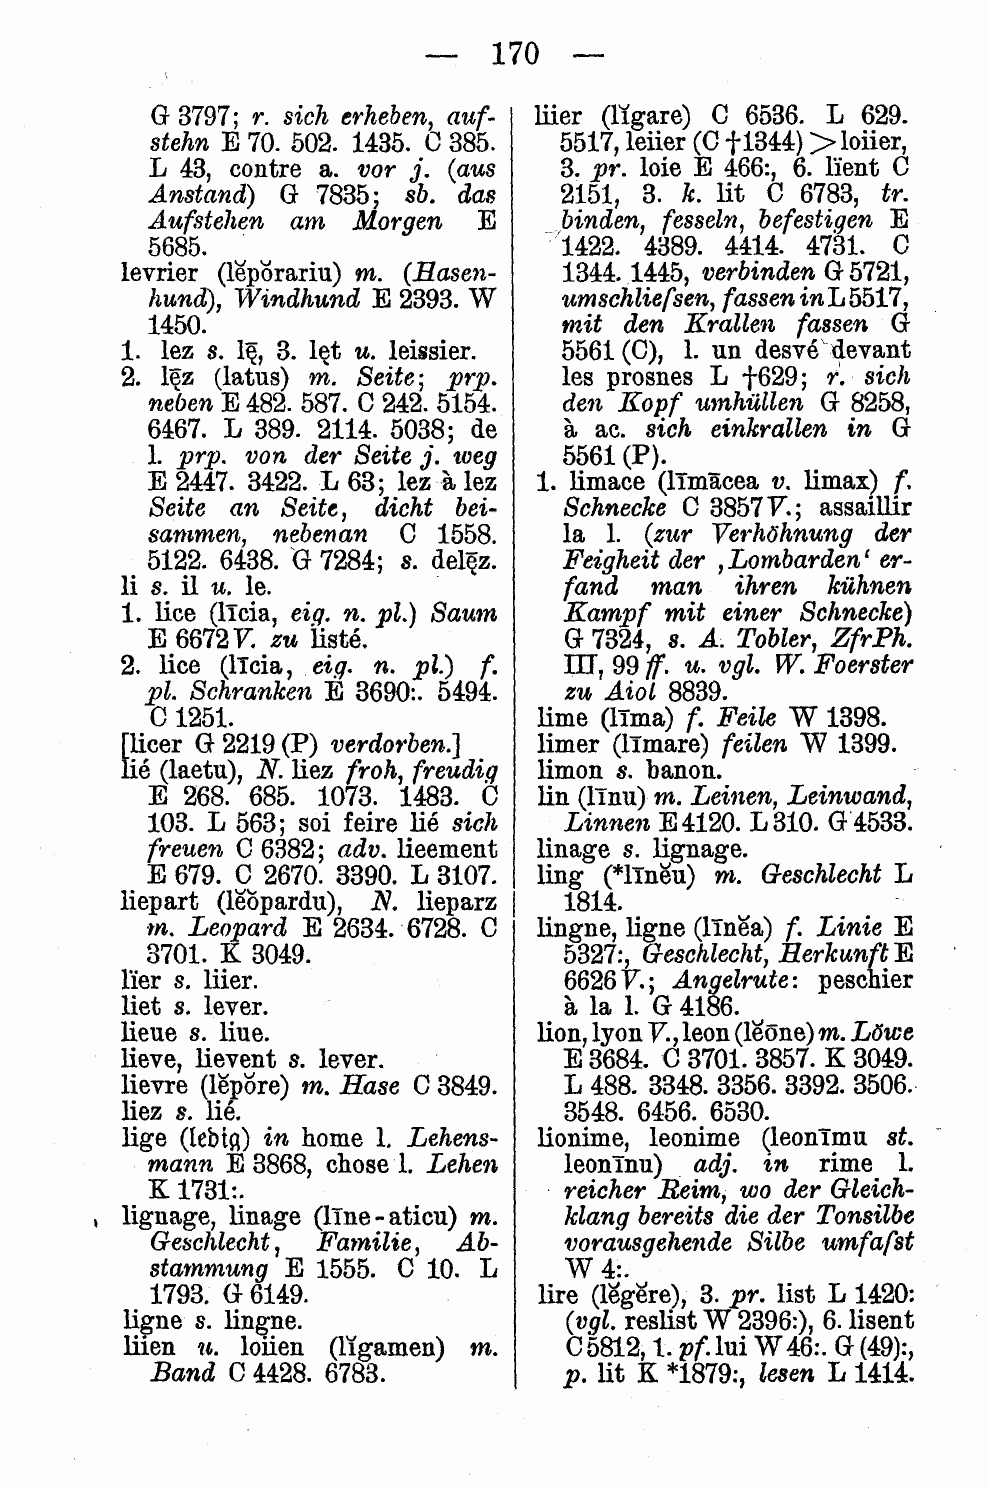 — 170 —
G 3797; r. sich erheben, auf-
stehn E 70. 502. 1435. C 385.
L 43, contre a. vor j. (aus
Anstand) G 7835; sb. das
Aufstehen am Morgen E
5685.
levrier (lĕpŏrariu) m. (Hasen-
hund), Windhund E 2393. W
1450.
1. lez s. lę̄, 3. lęt u. leissier.
2. lę̄z (latus) m. Seite; prp.
neben E 482. 587. C 242. 5154.
6467. L 389. 2114. 5038; de
l. prp. von der Seite j. weg
E 2447. 3422. L 63; lez à lez
Seite an Seite, dicht bei-
sammen, nebenan C 1558.
5122. 6438. G 7284; s. delę̄z.
li s. il u. le.
1. lice (līcia, eig. n. pl.) Saum
E 6672 V. zu listé.
2. lice (līcia, eig. n. pl.) f.
pl. Schranken E 3690:. 5494.
C 1251.
[licer G 2219 (P) verdorben.]
lié (laetu), N. liez froh, freudig
E 268. 685. 1073. 1483. C
103. L 563; soi feire lié sich
freuen C 6382; adv. lieement
E 679. C 2670. 3390. L 3107.
liepart (lĕŏpardu), N. lieparz
m. Leopard E 2634. 6728. C
3701. K 3049.
lïer s. liier.
liet s. lever.
lieue s. liue.
lieve, lievent s. lever.
lievre (lĕpŏre) m. Hase C 3849.
liez s. lié.
lige (lebig) in home l. Lehens-
mann E 3868, chose l. Lehen
K 1731:.
lignage, linage (līne-aticu) m.
Geschlecht, Familie, Ab-
stammung E 1555. C 10. L
1793. G 6149.
ligne s. lingne.
liien u. loiien (lĭgamen) m.
Band C 4428. 6783.
liier (lĭgare) C 6536. L 629.
5517, leiier (C †1344) > loiier,
3. pr. loie E 466:, 6. lïent C
2151, 3. k. lit C 6783, tr.
binden, fesseln, befestigen E
1422. 4389. 4414. 4731. C
1344. 1445, verbinden G 5721,
umschliefsen, fassen in L 5517,
mit den Krallen fassen G
5561 (C), l. un desvé devant
les prosnes L †629; r. sich
den Kopf umhüllen G 8258,
à ac. sich einkrallen in G
5561 (P).
1. limace (līmācea v. limax) f.
Schnecke C 3857 V.; assaillir
la l. (zur Verhöhnung der
Feigheit der ‚Lombarden‘ er-
fand man ihren kühnen
Kampf mit einer Schnecke)
G 7324, s. A. Tobler, ZfrPh.
III, 99 ff. u. vgl. W. Foerster
zu Aiol 8839.
lime (līma) f. Feile W 1398.
limer (līmare) feilen W 1399.
limon s. banon.
lin (līnu) m. Leinen, Leinwand,
Linnen E 4120. L 310. G 4533.
linage s. lignage.
ling (*līnĕu) m. Geschlecht L
1814.
lingne, ligne (līnĕa) f. Linie E
5327:, Geschlecht, Herkunft E
6626 V.; Angelrute: peschier
à la l. G 4186.
lion, lyon V., leon (lĕōne) m. Löwe
E 3684. C 3701. 3857. K 3049.
L 488. 3348. 3356. 3392. 3506.
3548. 6456. 6530.
lionime, leonime (leonīmu st.
leonīnu) adj. in rime l.
reicher Reim, wo der Gleich-
klang bereits die der Tonsilbe
vorausgehende Silbe umfafst
W 4:.
lire (lĕgĕre), 3. pr. list L 1420:
(vgl. reslist W 2396:), 6. lisent
C 5812, 1. pf. lui W 46:. G (49):,
p. lit K *1879:, lesen L 1414.